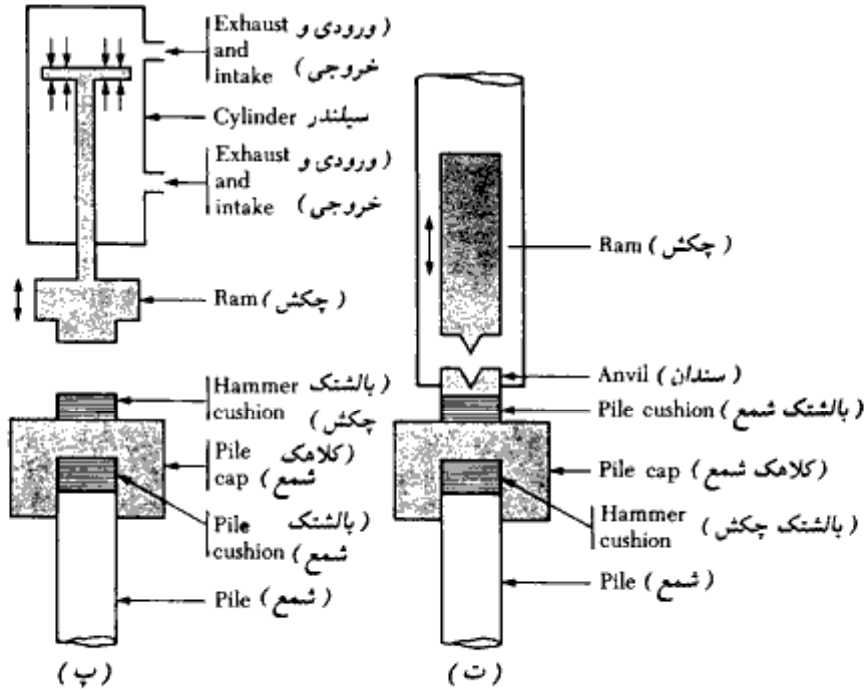 Exhaust (ورودی و
and
intake (خروجی
Cylinder سیلندر
Exhaust (ورودی و
and
intake (خروجی
Ram (چکش)
Hammer (بالشتک
cushion (چکش
Pile (کلاهک
cap (شمع
Pile (بالشتک
cushion (شمع
Pile (شمع)
(پ)
Ram (چکش)
Anvil (سندان)
Pile cushion (بالشتک شمع)
Pile cap (کلاهک شمع)
Hammer
cushion (بالشتک چکش)
Pile (شمع)
(ت)